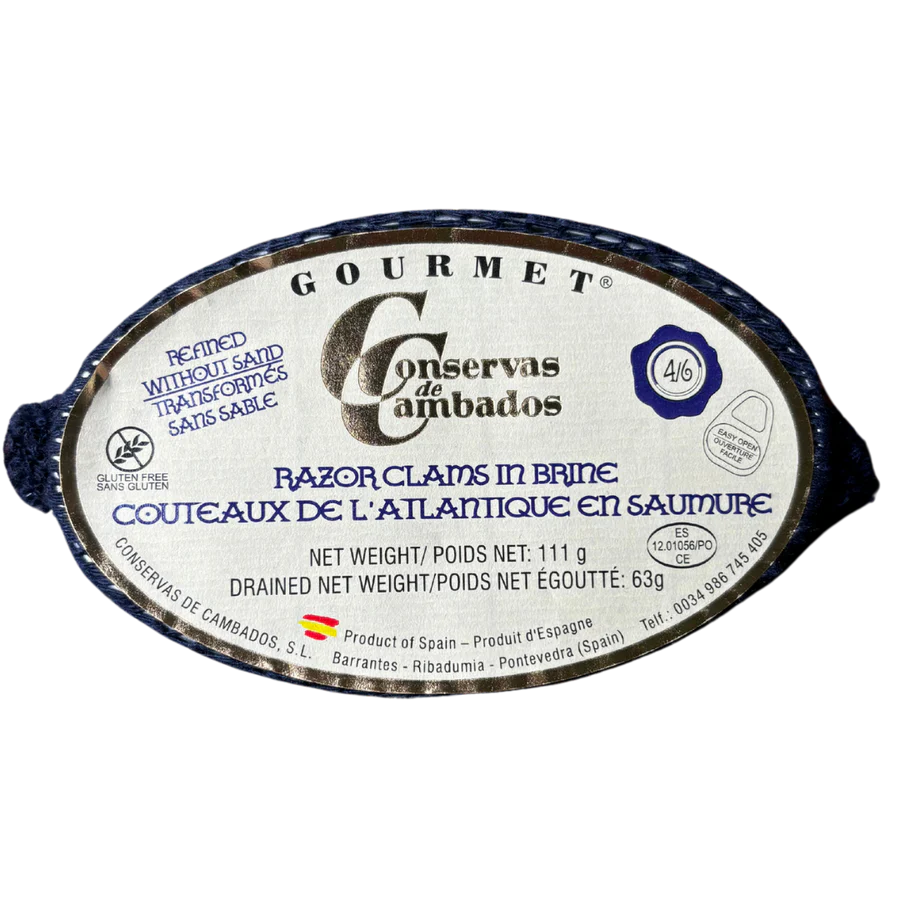 GOURMET®
Conservas
de
Cambados
REFINED
WITHOUT SAND
TRANSFORMÉS
SANS SABLE
4/6
EASY OPEN
OUVERTURE
FACILE
GLUTEN FREE
SANS GLUTEN
RAZOR CLAMS IN BRINE
COUTEAUX DE L'ATLANTIQUE EN SAUMURE
NET WEIGHT/ POIDS NET: 111 g
DRAINED NET WEIGHT/POIDS NET ÉGOUTTÉ: 63g
ES
12.01056/PO
CE
CONSERVAS DE CAMBADOS, S.L.
Product of Spain – Produit d'Espagne
Barrantes - Ribadumia - Pontevedra (Spain)
Telf.: 0034 986 745 405